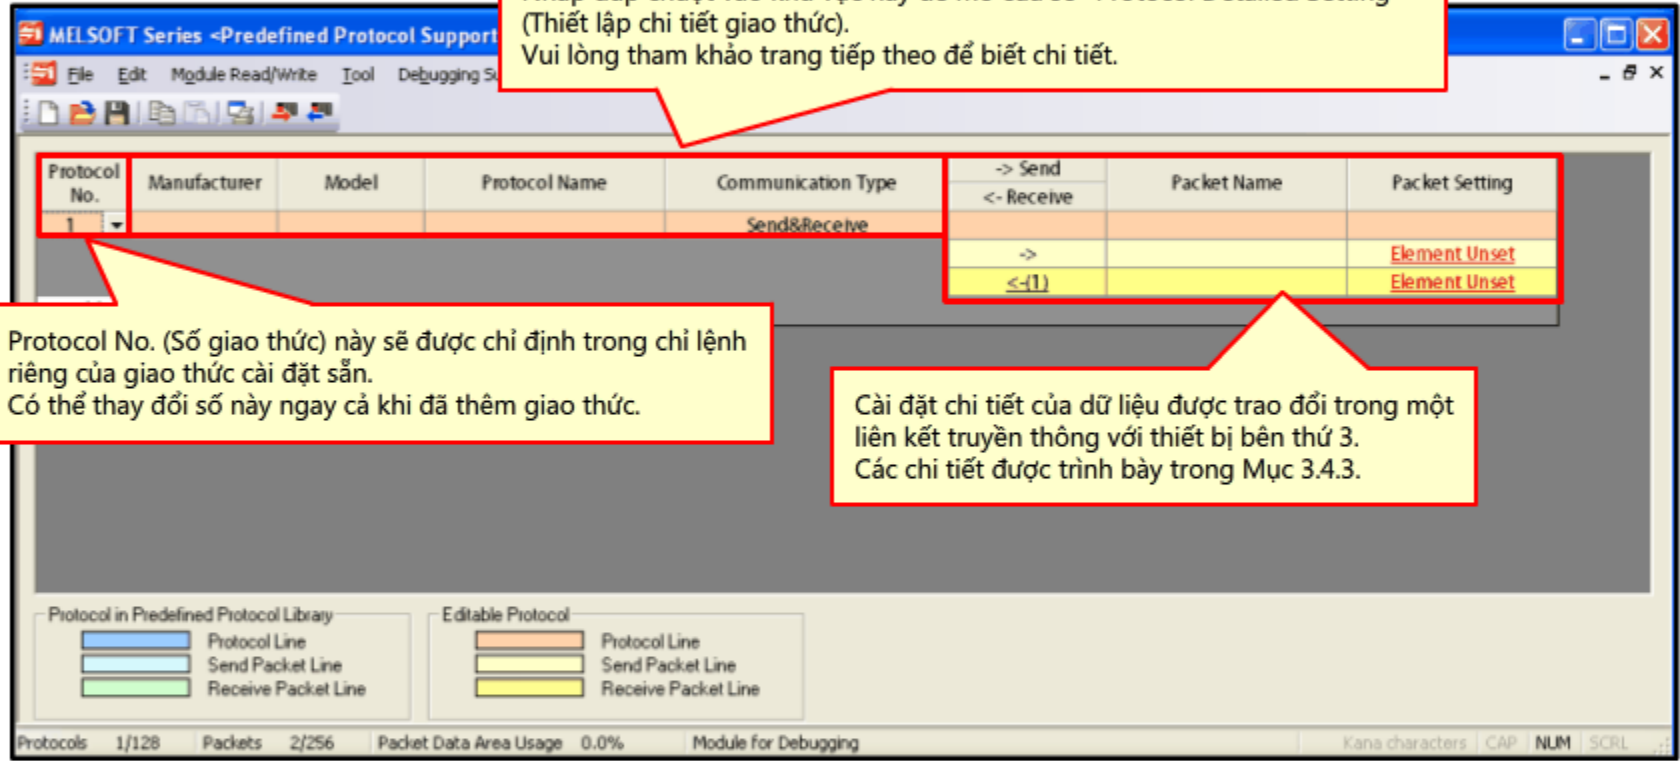 (Thiết lập chi tiết giao thức).
Vui lòng tham khảo trang tiếp theo để biết chi tiết.
MELSOFT Series <Predefined Protocol Support
File Edit Module Read/Write Tool Debugging Su
Protocol No. Manufacturer Model Protocol Name Communication Type -> Send <- Receive Packet Name Packet Setting
1 Send&Receive
-> Element Unset
<-(1) Element Unset
Protocol No. (Số giao thức) này sẽ được chỉ định trong chỉ lệnh
riêng của giao thức cài đặt sẵn.
Có thể thay đổi số này ngay cả khi đã thêm giao thức.
Cài đặt chi tiết của dữ liệu được trao đổi trong một
liên kết truyền thông với thiết bị bên thứ 3.
Các chi tiết được trình bày trong Mục 3.4.3.
Protocol in Predefined Protocol Library
Protocol Line
Send Packet Line
Receive Packet Line
Editable Protocol
Protocol Line
Send Packet Line
Receive Packet Line
Protocols 1/128 Packets 2/256 Packet Data Area Usage 0.0% Module for Debugging Kana characters CAP NUM SCRL